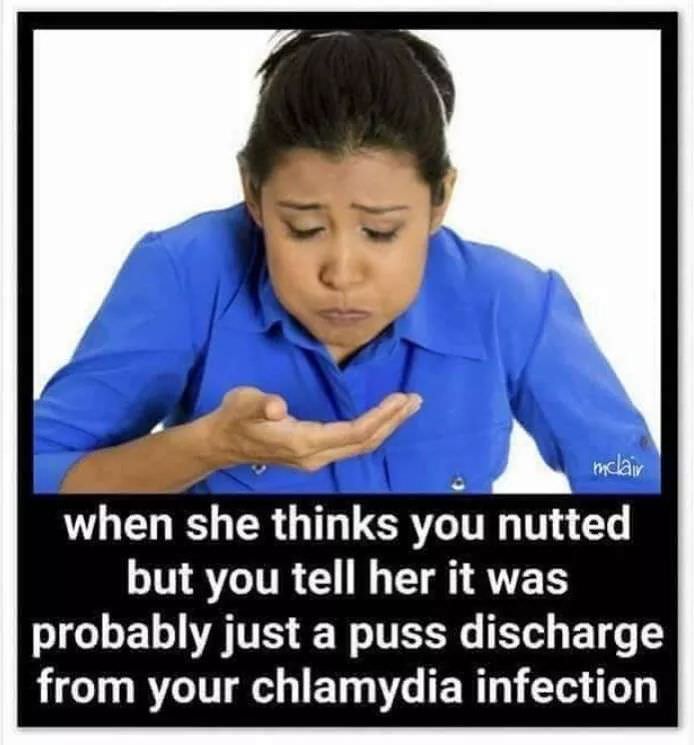 mclair
when she thinks you nutted
but you tell her it was
probably just a puss discharge
from your chlamydia infection